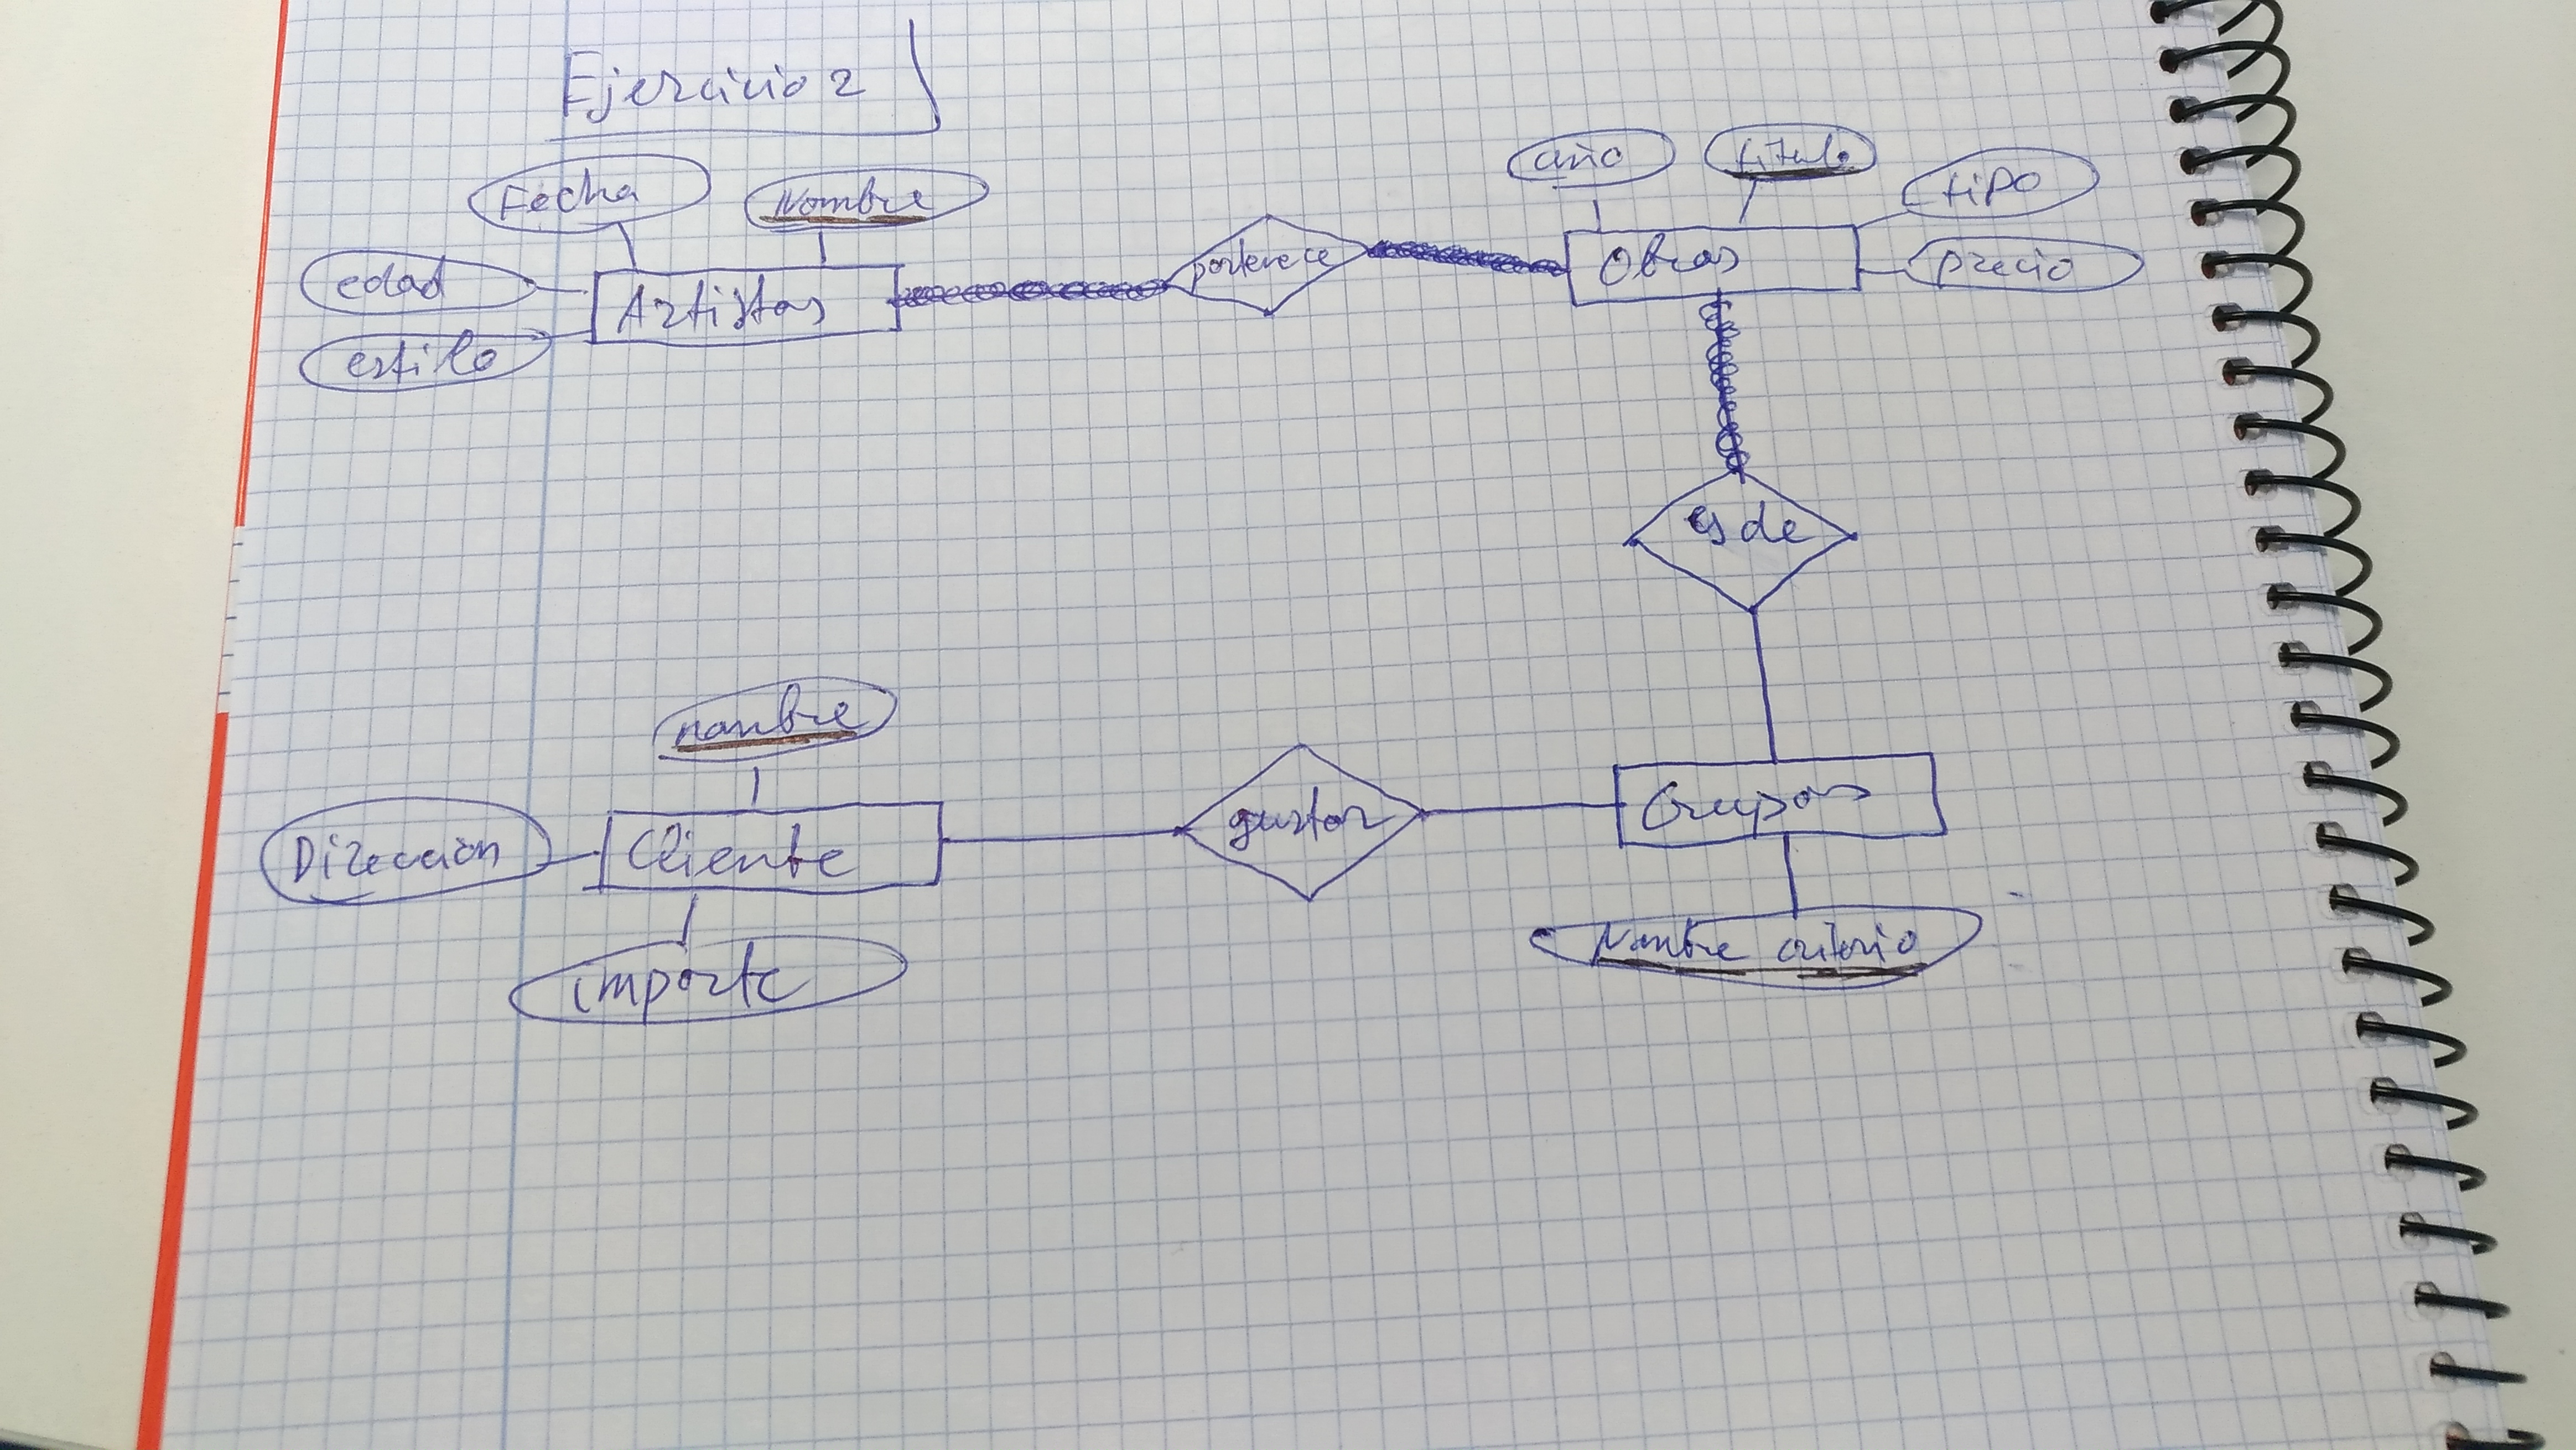 Ejercicio 2
Fecha
Nombre
edad
estilo
Artistas
pertenece
año
titulo
tipo
precio
Obras
es de
nombre
Dirección
Cliente
importe
gustar
Grupos
Nombre criterio